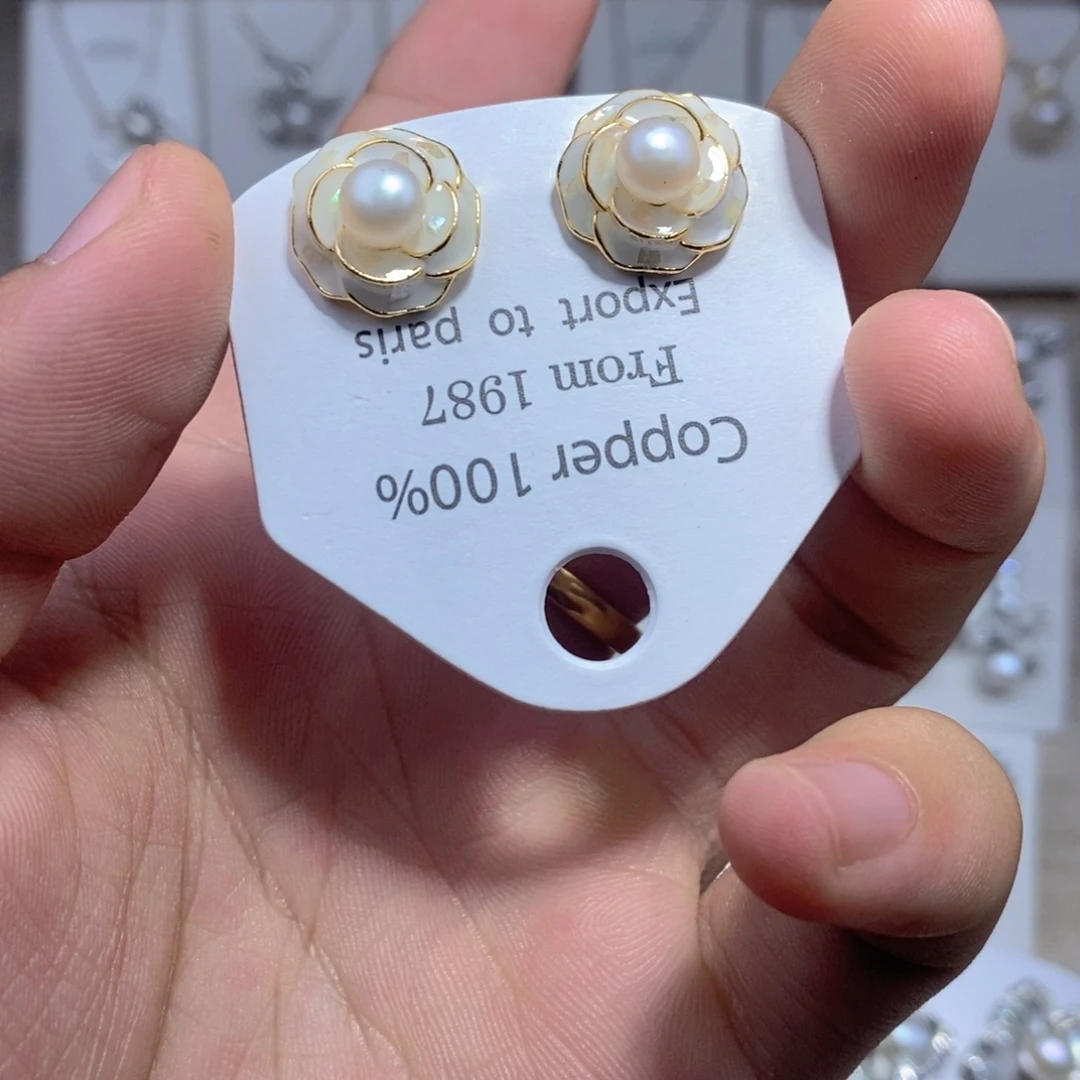 Copper 100%
From 1987
Export to paris